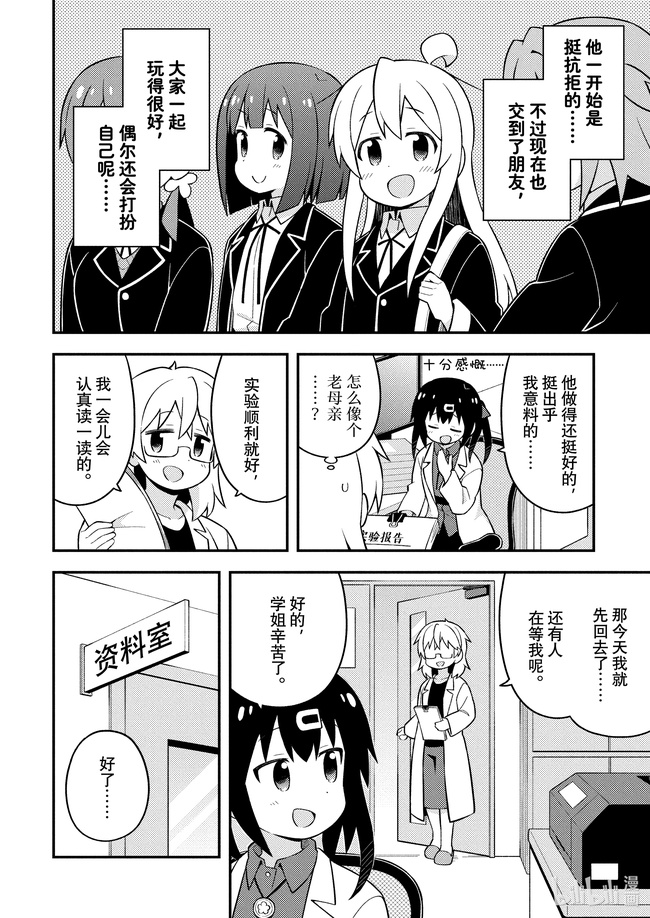 他一开始是
挺抗拒的……
不过现在也
交到了朋友，
大家一起
玩得很好，
偶尔还会打扮
自己呢……
他做得还挺好的，
挺出乎
我意料的……
十分感慨……
怎么像个
老母亲
……？
实验报告
实验顺利就好，
我一会儿会
认真读一读的。
那今天我就
先回去了……
还有人
在等我呢。
好的，
学姐辛苦了。
资料室
好了……
bilibili 漫画